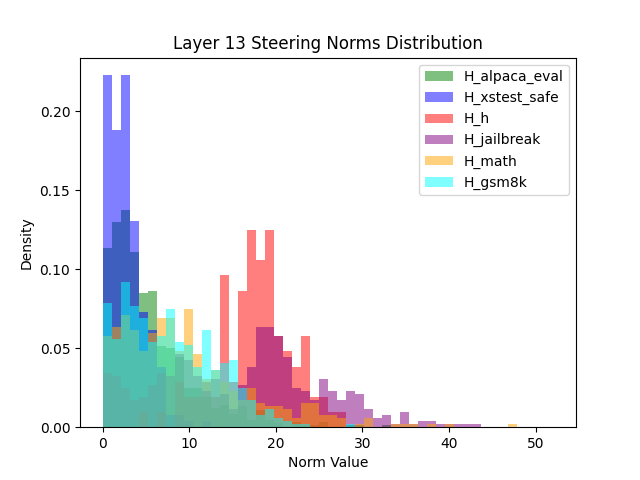 Layer 13 Steering Norms Distribution
H_alpaca_eval
H_xstest_safe
H_h
H_jailbreak
H_math
H_gsm8k
0.20
0.15
0.10
0.05
0.00
Density
0 10 20 30 40 50
Norm Value